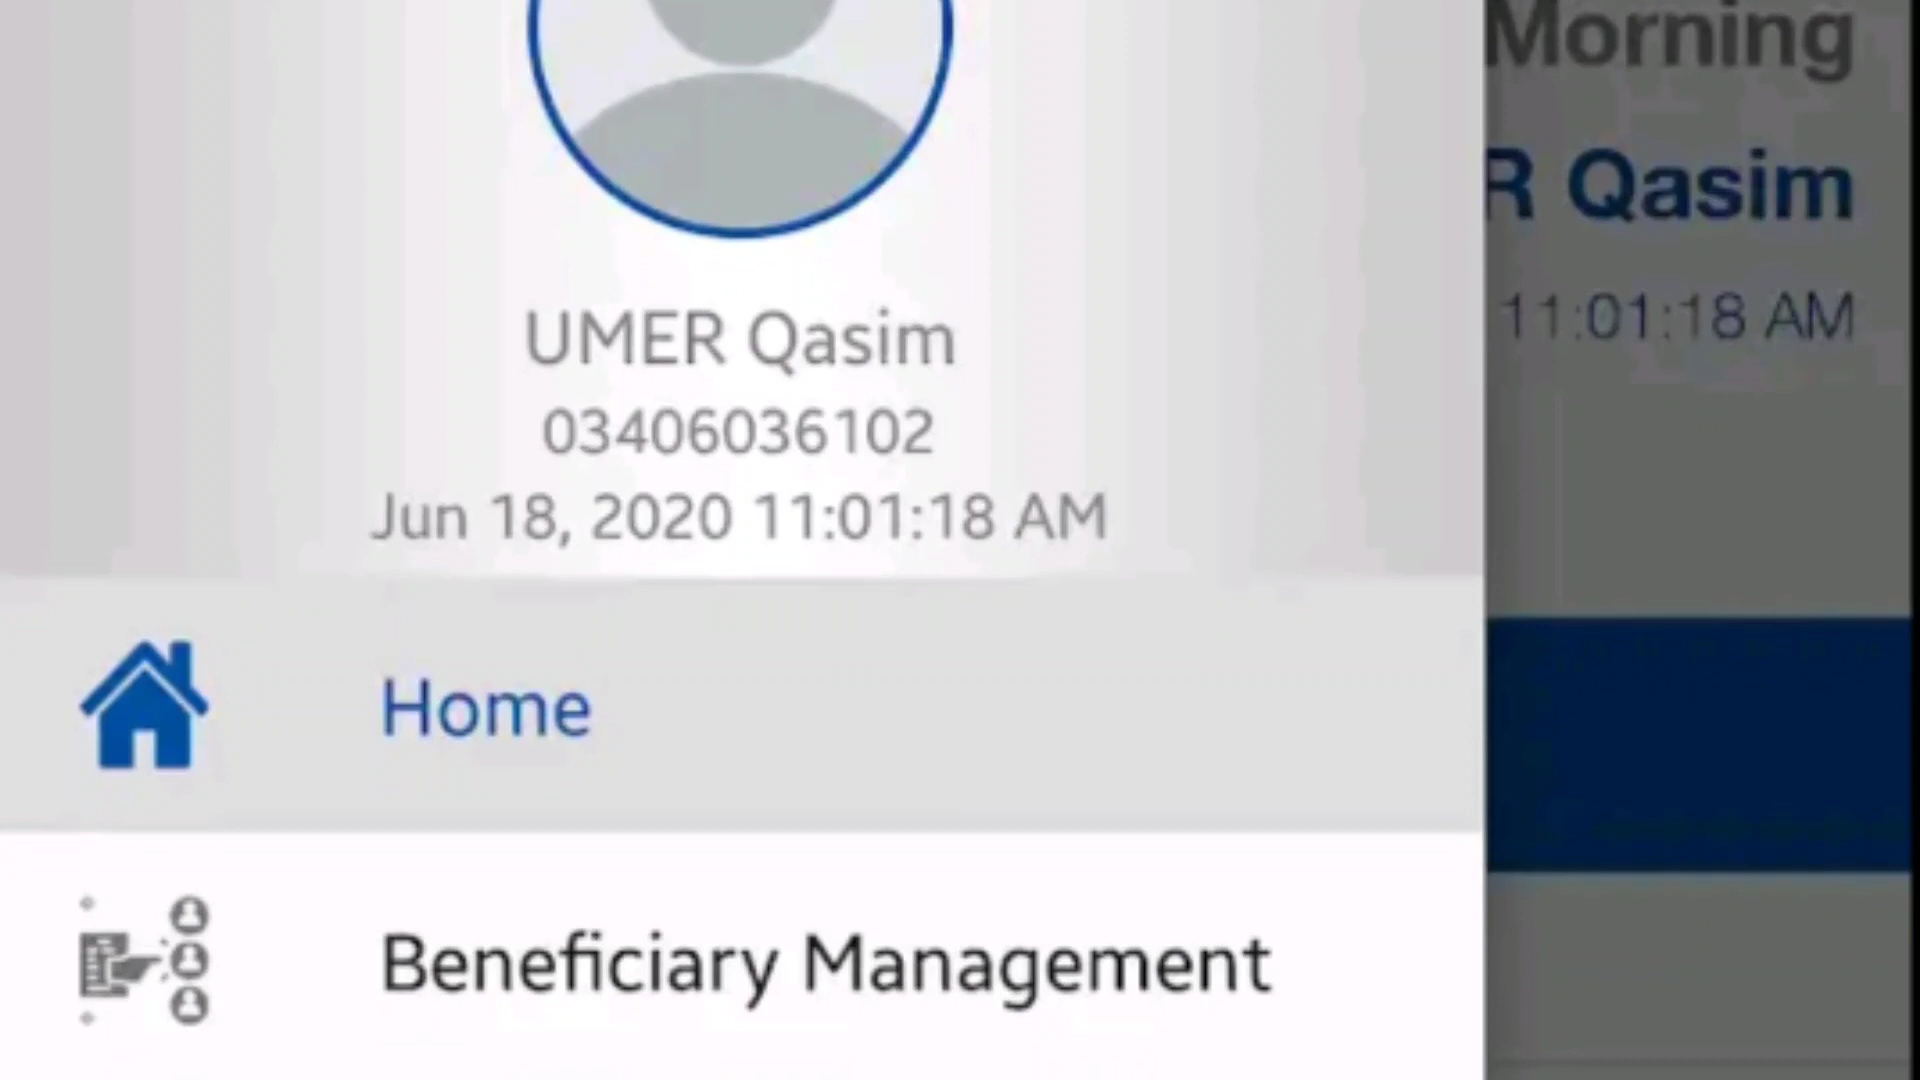 Morning
R Qasim
11:01:18 AM
UMER Qasim
03406036102
Jun 18, 2020 11:01:18 AM
Home
Beneficiary Management